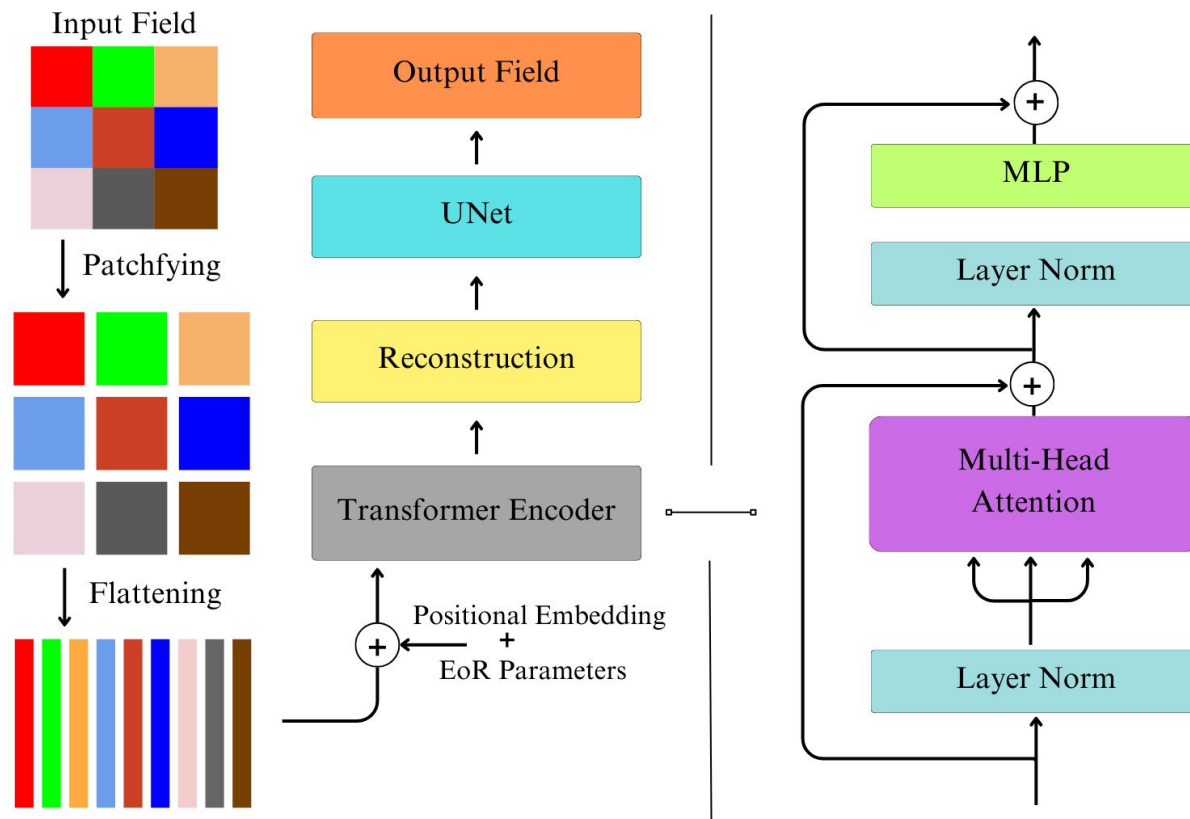 Input Field
Patchfying
Flattening
Output Field
UNet
Reconstruction
Transformer Encoder
+
Positional Embedding
+
EoR Parameters
+
MLP
Layer Norm
+
Multi-Head
Attention
Layer Norm